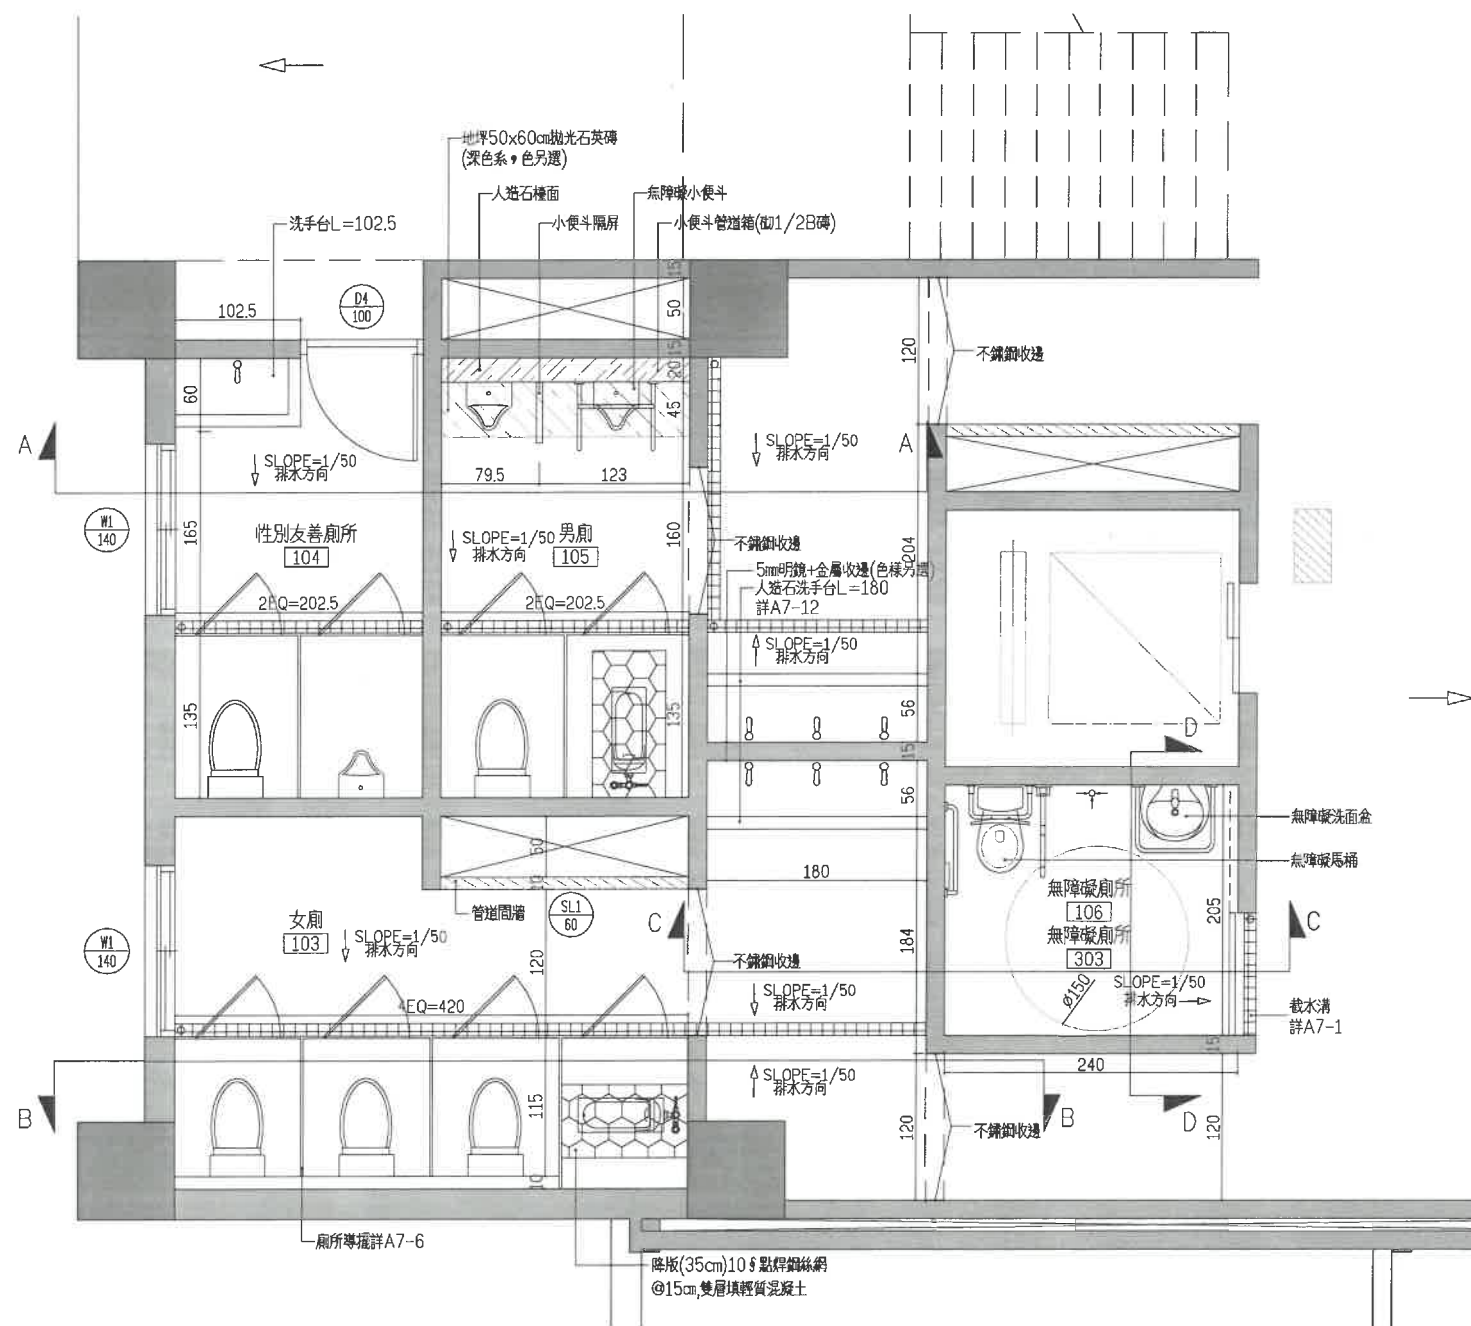 地坪50x60cm拋光石英磚
(深色系，色另選)
人造石檯面
無障礙小便斗
洗手台L=102.5
小便斗隔屏
小便斗管道箱(砌1/2B磚)
15
D4
100
102.5
50
120
不鏽鋼收邊
15
20
60
45
A
SLOPE=1/50
排水方向
A
SLOPE=1/50
排水方向
79.5
123
W1
140
165
性別友善廁所
104
SLOPE=1/50
排水方向
男廁
105
160
不鏽鋼收邊
204
5mm明鏡+金屬收邊(色樣另選)
人造石洗手台L=180
詳A7-12
2EQ=202.5
2EQ=202.5
SLOPE=1/50
排水方向
135
135
56
D
15
56
無障礙洗面盆
180
無障礙馬桶
50
10
管道間牆
SL1
60
無障礙廁所
106
無障礙廁所
303
205
女廁
103
SLOPE=1/50
排水方向
C
184
C
W1
140
120
不鏽鋼收邊
4EQ=420
SLOPE=1/50
排水方向
Ø150
SLOPE=1/50
排水方向
截水溝
詳A7-1
15
240
SLOPE=1/50
排水方向
B
115
120
不鏽鋼收邊
B
D
120
10
廁所導擺詳A7-6
降版(35cm)10∮點焊鋼絲網
@15cm,雙層填輕質混凝土